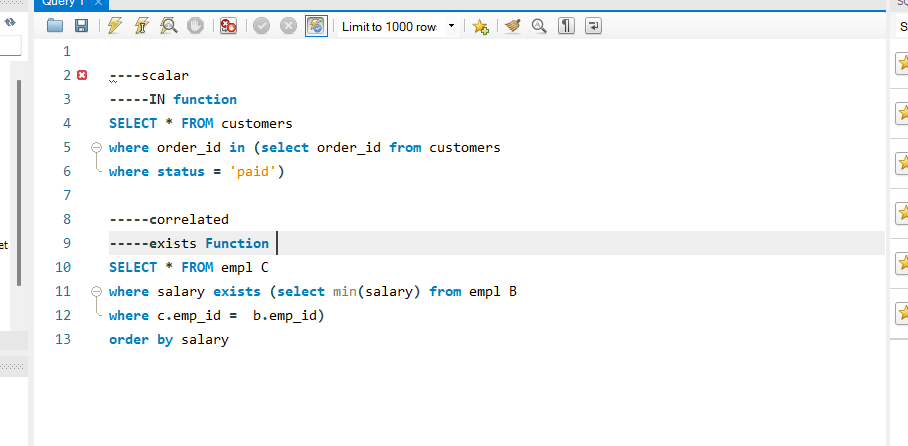 Query 1 ×
Limit to 1000 row
1
2 ----scalar
3 -----IN function
4 SELECT * FROM customers
5 where order_id in (select order_id from customers
6 where status = 'paid')
7
8 -----correlated
9 -----exists Function
10 SELECT * FROM empl C
11 where salary exists (select min(salary) from empl B
12 where c.emp_id =  b.emp_id)
13 order by salary
et
S